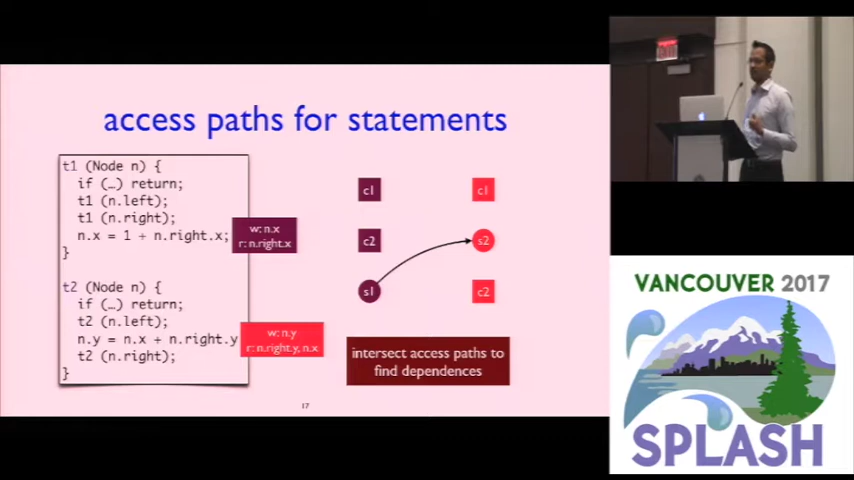 access paths for statements
t1 (Node n) {
if (…) return;
t1 (n.left);
t1 (n.right);
n.x = 1 + n.right.x;
}
w: n.x
r: n.right.x
t2 (Node n) {
if (…) return;
t2 (n.left);
n.y = n.x + n.right.y
t2 (n.right);
}
w: n.y
r: n.right.y, n.x
c1
c1
c2
s2
s1
c2
intersect access paths to
find dependences
17
EXIT
VANCOUVER 2017
SPLASH